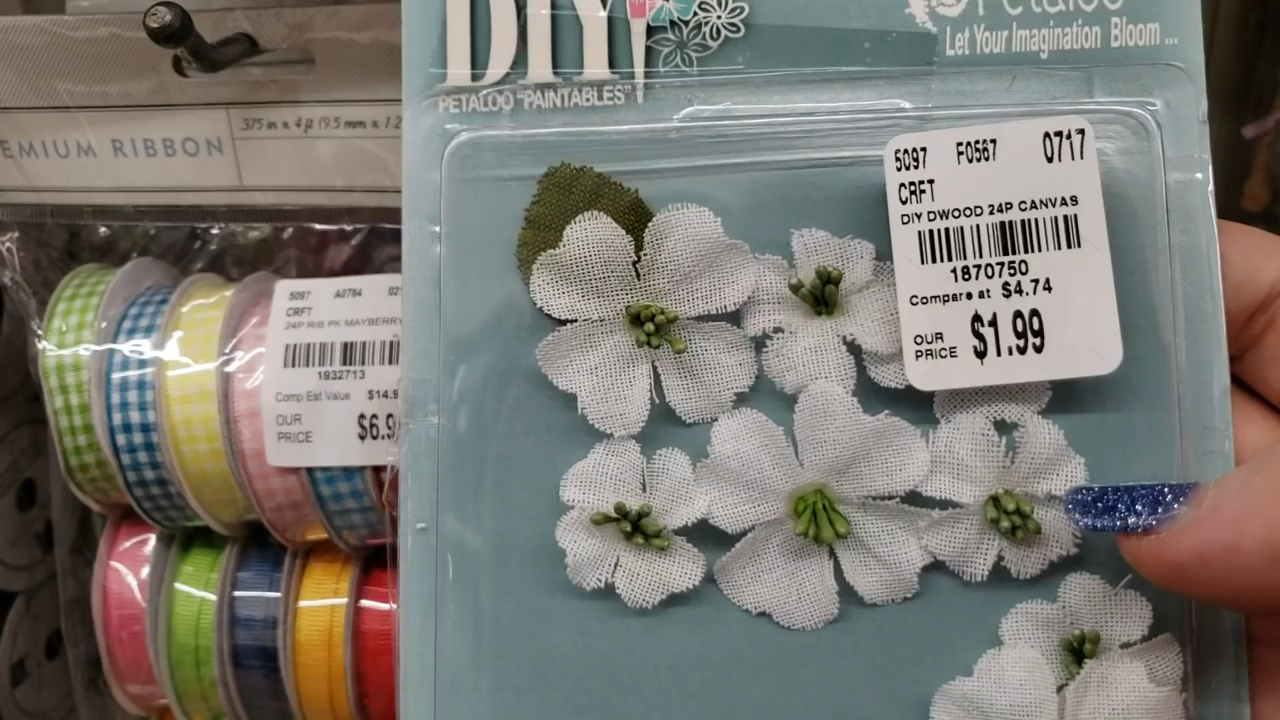 DIY
PETALOO "PAINTABLES"
Petaloo
Let Your Imagination Bloom ...
5097 F0567 0717
CRFT
DIY DWOOD 24P CANVAS
1870750
Compare at $4.74
OUR PRICE $1.99
EMIUM RIBBON
.375 in x 4 ft (9.5 mm x 1.2
5097 A0784 02
CRFT
24P RIB PK MAYBERRY
1932713
Comp Est Value $14.9
OUR PRICE $6.9